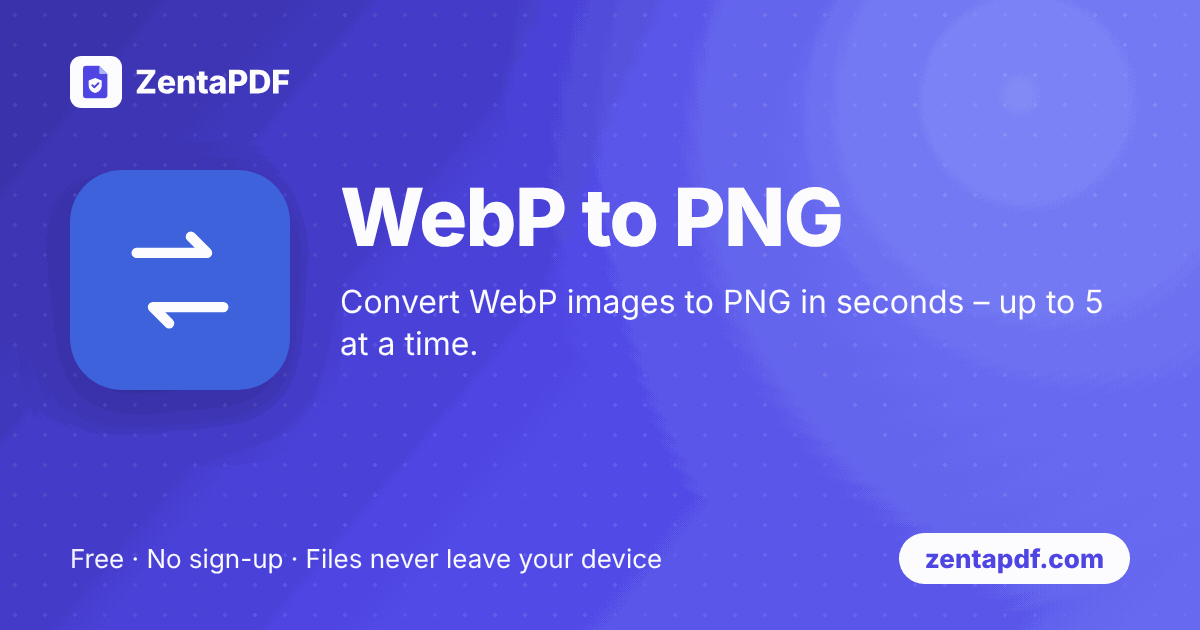 ZentaPDF
WebP to PNG
Convert WebP images to PNG in seconds – up to 5
at a time.
Free · No sign-up · Files never leave your device
zentapdf.com